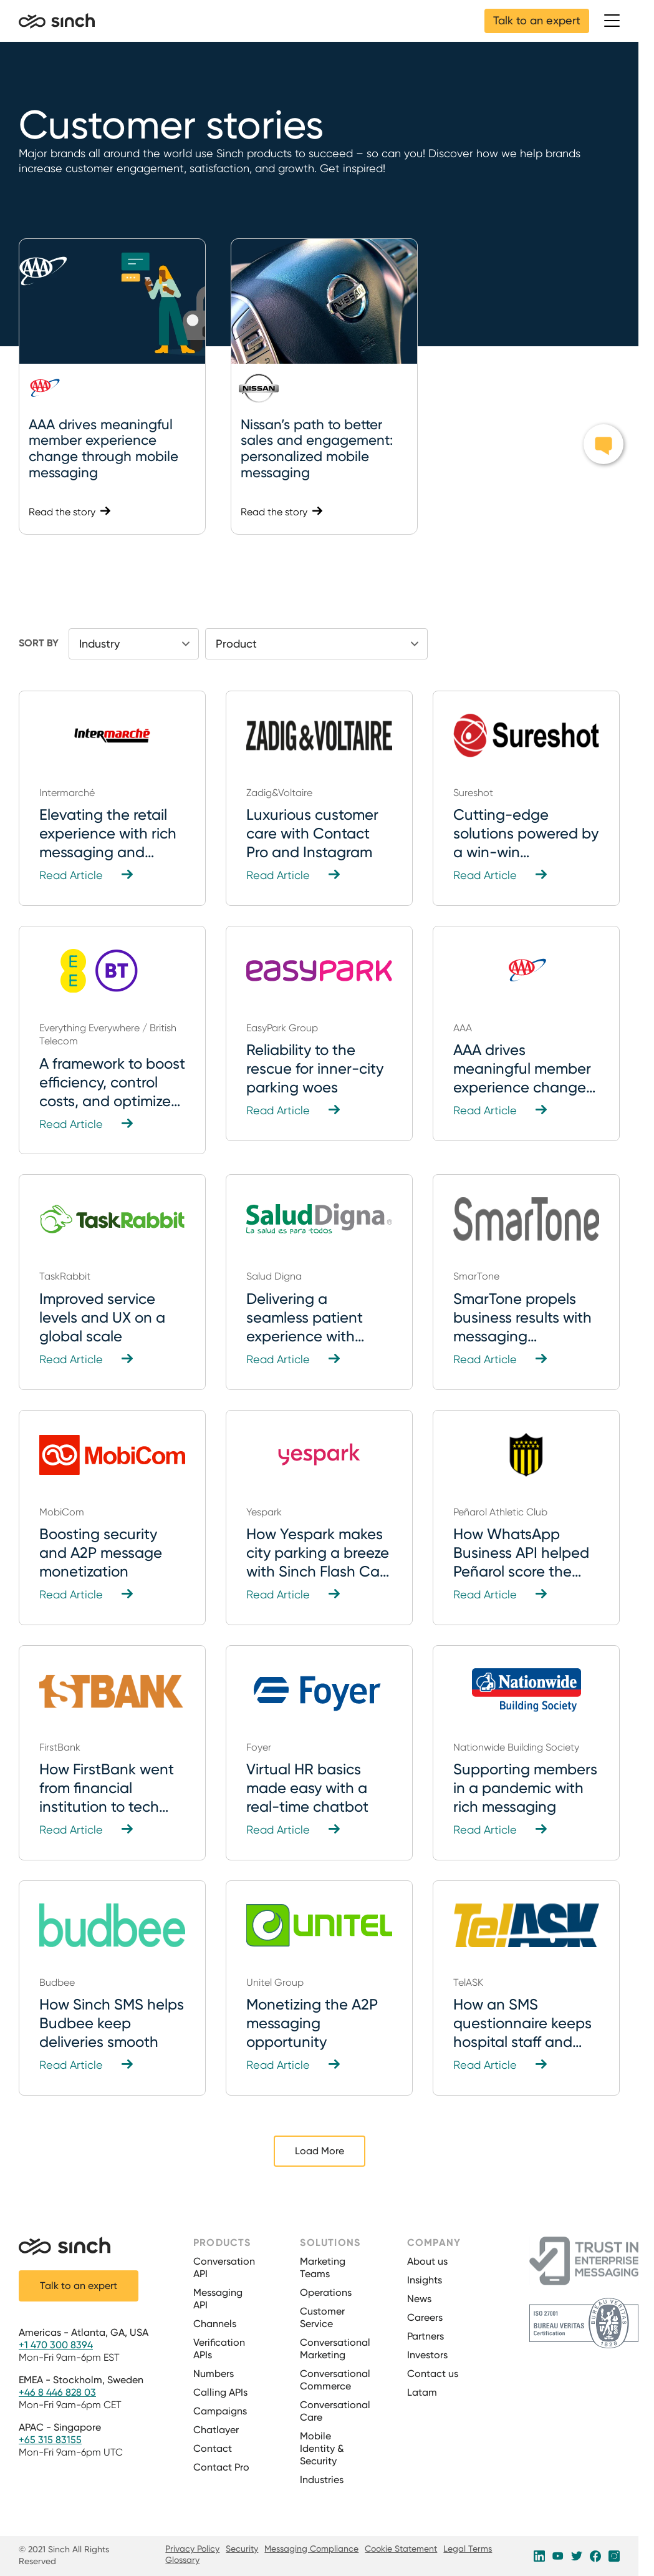 sinch
Talk to an expert
Customer stories
Major brands all around the world use Sinch products to succeed – so can you! Discover how we help brands
increase customer engagement, satisfaction, and growth. Get inspired!
AAA
NISSAN
AAA
NISSAN
AAA drives meaningful
member experience
change through mobile
messaging
Read the story
Nissan's path to better
sales and engagement:
personalized mobile
messaging
Read the story
SORT BY
Industry
Product
Intermarché
Intermarché
Elevating the retail
experience with rich
messaging and...
Read Article
ZADIG&VOLTAIRE
Zadig&Voltaire
Luxurious customer
care with Contact
Pro and Instagram
Read Article
Sureshot
Sureshot
Cutting-edge
solutions powered by
a win-win...
Read Article
EE BT
Everything Everywhere / British
Telecom
A framework to boost
efficiency, control
costs, and optimize...
Read Article
easypark
EasyPark Group
Reliability to the
rescue for inner-city
parking woes
Read Article
AAA
AAA
AAA drives
meaningful member
experience change...
Read Article
TaskRabbit
TaskRabbit
Improved service
levels and UX on a
global scale
Read Article
SaludDigna®
La salud es para todos
Salud Digna
Delivering a
seamless patient
experience with...
Read Article
SmarTone
SmarTone
SmarTone propels
business results with
messaging...
Read Article
MobiCom
MobiCom
Boosting security
and A2P message
monetization
Read Article
yespark
Yespark
How Yespark makes
city parking a breeze
with Sinch Flash Ca...
Read Article
Peñarol Athletic Club
How WhatsApp
Business API helped
Peñarol score the...
Read Article
1STBANK
FirstBank
How FirstBank went
from financial
institution to tech...
Read Article
Foyer
Foyer
Virtual HR basics
made easy with a
real-time chatbot
Read Article
Nationwide
Building Society
Nationwide Building Society
Supporting members
in a pandemic with
rich messaging
Read Article
budbee
Budbee
How Sinch SMS helps
Budbee keep
deliveries smooth
Read Article
UNITEL
Unitel Group
Monetizing the A2P
messaging
opportunity
Read Article
TelASK
TelASK
How an SMS
questionnaire keeps
hospital staff and...
Read Article
Load More
sinch
Talk to an expert
Americas - Atlanta, GA, USA
+1 470 300 8394
Mon-Fri 9am-6pm EST
EMEA - Stockholm, Sweden
+46 8 446 828 03
Mon-Fri 9am-6pm CET
APAC - Singapore
+65 315 83155
Mon-Fri 9am-6pm UTC
PRODUCTS
Conversation
API
Messaging
API
Channels
Verification
APIs
Numbers
Calling APIs
Campaigns
Chatlayer
Contact
Contact Pro
SOLUTIONS
Marketing
Teams
Operations
Customer
Service
Conversational
Marketing
Conversational
Commerce
Conversational
Care
Mobile
Identity &
Security
Industries
COMPANY
About us
Insights
News
Careers
Partners
Investors
Contact us
Latam
TRUST IN
ENTERPRISE
MESSAGING
ISO 27001
BUREAU VERITAS
Certification
BUREAU VERITAS
1828
© 2021 Sinch All Rights
Reserved
Privacy Policy Security Messaging Compliance Cookie Statement Legal Terms
Glossary